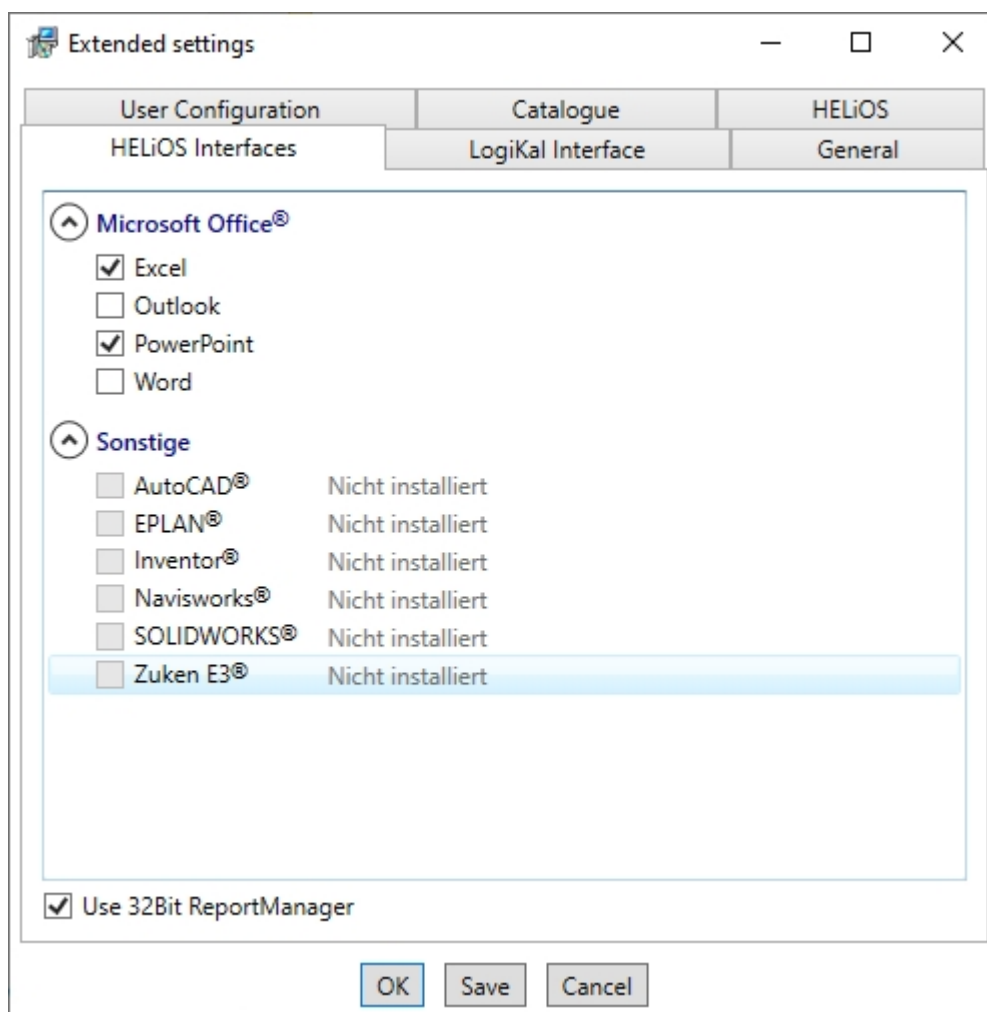 Extended settings
User Configuration Catalogue HELiOS
HELiOS Interfaces LogiKal Interface General
Microsoft Office®
Excel
Outlook
PowerPoint
Word
Sonstige
AutoCAD® Nicht installiert
EPLAN® Nicht installiert
Inventor® Nicht installiert
Navisworks® Nicht installiert
SOLIDWORKS® Nicht installiert
Zuken E3® Nicht installiert
Use 32Bit ReportManager
OK Save Cancel